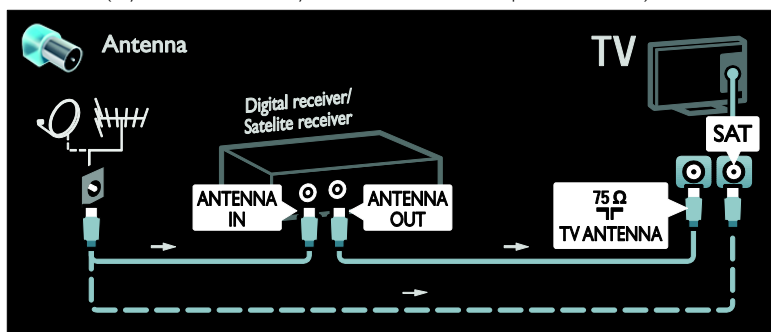 Antenna
TV
Digital receiver/
Satelite receiver
SAT
ANTENNA
IN
ANTENNA
OUT
75 Ω
TV ANTENNA